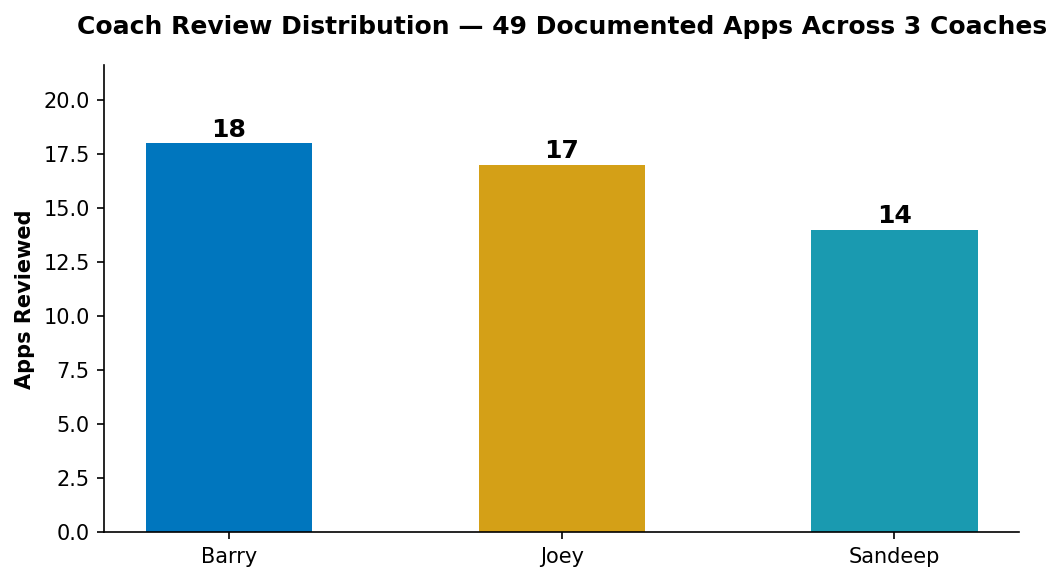 Coach Review Distribution — 49 Documented Apps Across 3 Coaches
Apps Reviewed
20.0
17.5
15.0
12.5
10.0
7.5
5.0
2.5
0.0
18
17
14
Barry
Joey
Sandeep